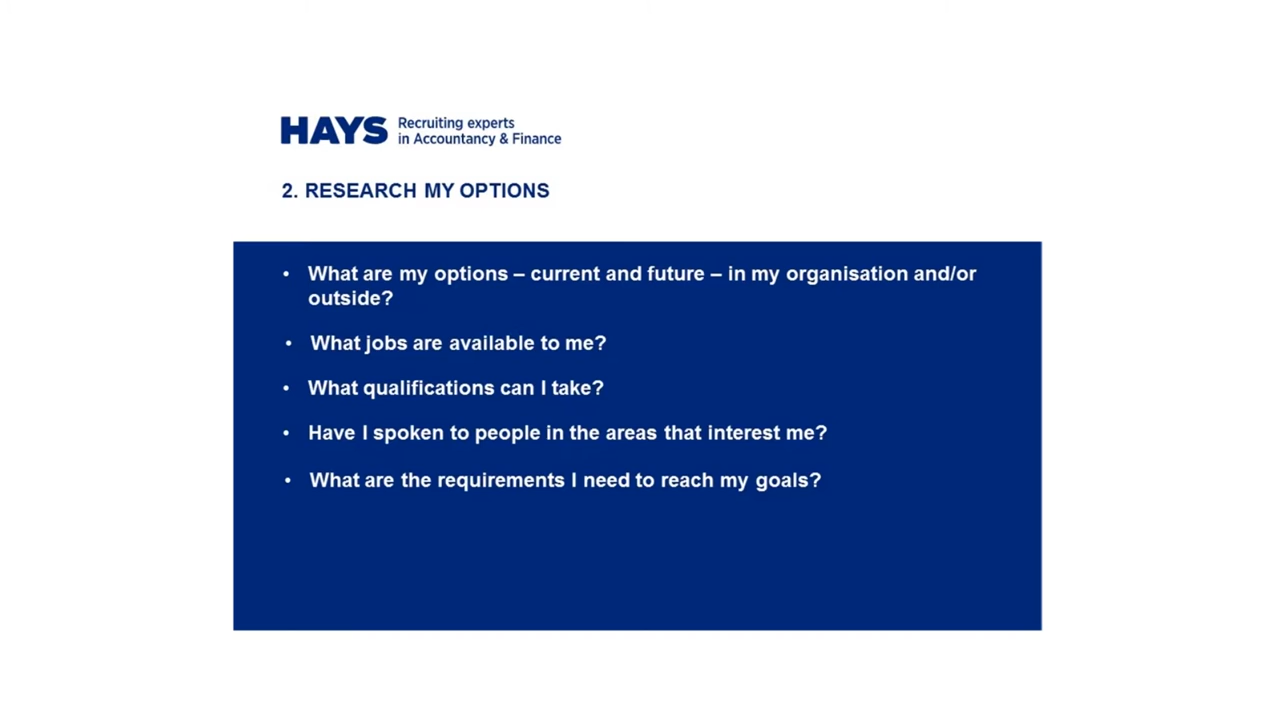 HAYS Recruiting experts
in Accountancy & Finance
2. RESEARCH MY OPTIONS
• What are my options – current and future – in my organisation and/or
outside?
• What jobs are available to me?
• What qualifications can I take?
• Have I spoken to people in the areas that interest me?
• What are the requirements I need to reach my goals?